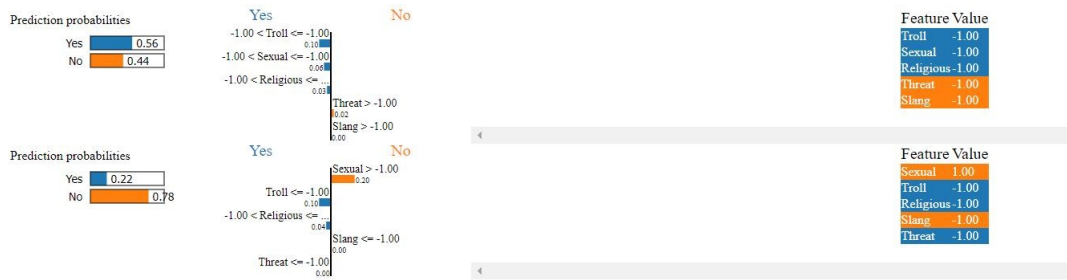 Prediction probabilities
Yes 0.56
No 0.44
Yes No
-1.00 < Troll <= -1.00
0.10
-1.00 < Sexual <= -1.00
0.06
-1.00 < Religious <= ...
0.03
Threat > -1.00
0.02
Slang > -1.00
0.00
Feature Value
Troll -1.00
Sexual -1.00
Religious -1.00
Threat -1.00
Slang -1.00
Prediction probabilities
Yes 0.22
No 0.78
Yes No
Sexual > -1.00
0.20
Troll <= -1.00
0.10
-1.00 < Religious <= ...
0.04
Slang <= -1.00
0.00
Threat <= -1.00
0.00
Feature Value
Sexual 1.00
Troll -1.00
Religious -1.00
Slang -1.00
Threat -1.00